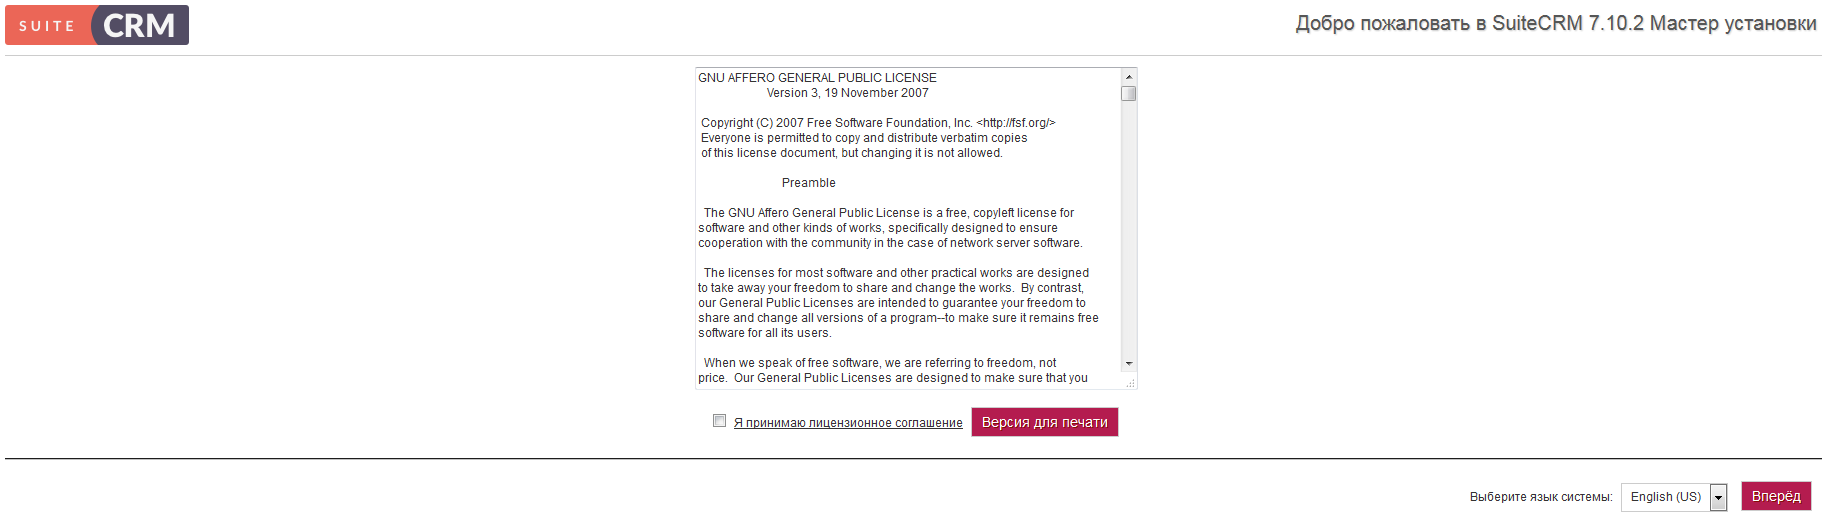 SUITE CRM
Добро пожаловать в SuiteCRM 7.10.2 Мастер установки
GNU AFFERO GENERAL PUBLIC LICENSE
Version 3, 19 November 2007
Copyright (C) 2007 Free Software Foundation, Inc. <http://fsf.org/>
Everyone is permitted to copy and distribute verbatim copies
of this license document, but changing it is not allowed.
Preamble
The GNU Affero General Public License is a free, copyleft license for
software and other kinds of works, specifically designed to ensure
cooperation with the community in the case of network server software.
The licenses for most software and other practical works are designed
to take away your freedom to share and change the works.  By contrast,
our General Public Licenses are intended to guarantee your freedom to
share and change all versions of a program--to make sure it remains free
software for all its users.
When we speak of free software, we are referring to freedom, not
price.  Our General Public Licenses are designed to make sure that you
Я принимаю лицензионное соглашение
Версия для печати
Выберите язык системы: English (US) Вперёд